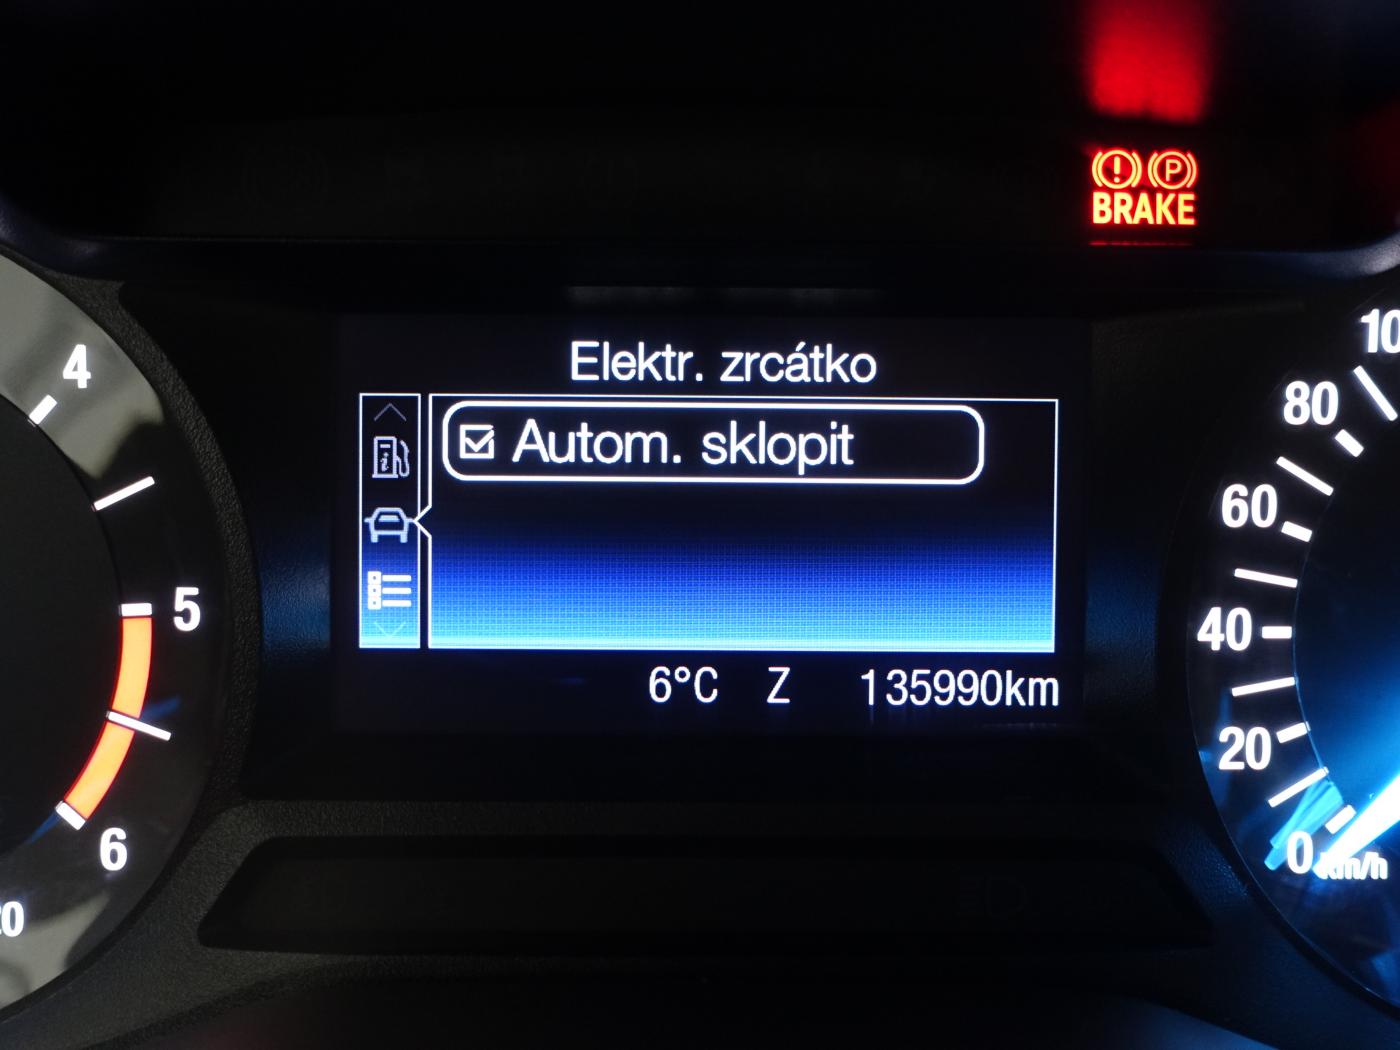 BRAKE
Elektr. zrcátko
Autom. sklopit
6°C Z 135990km
4
5
6
100
80
60
40
20
0
km/h